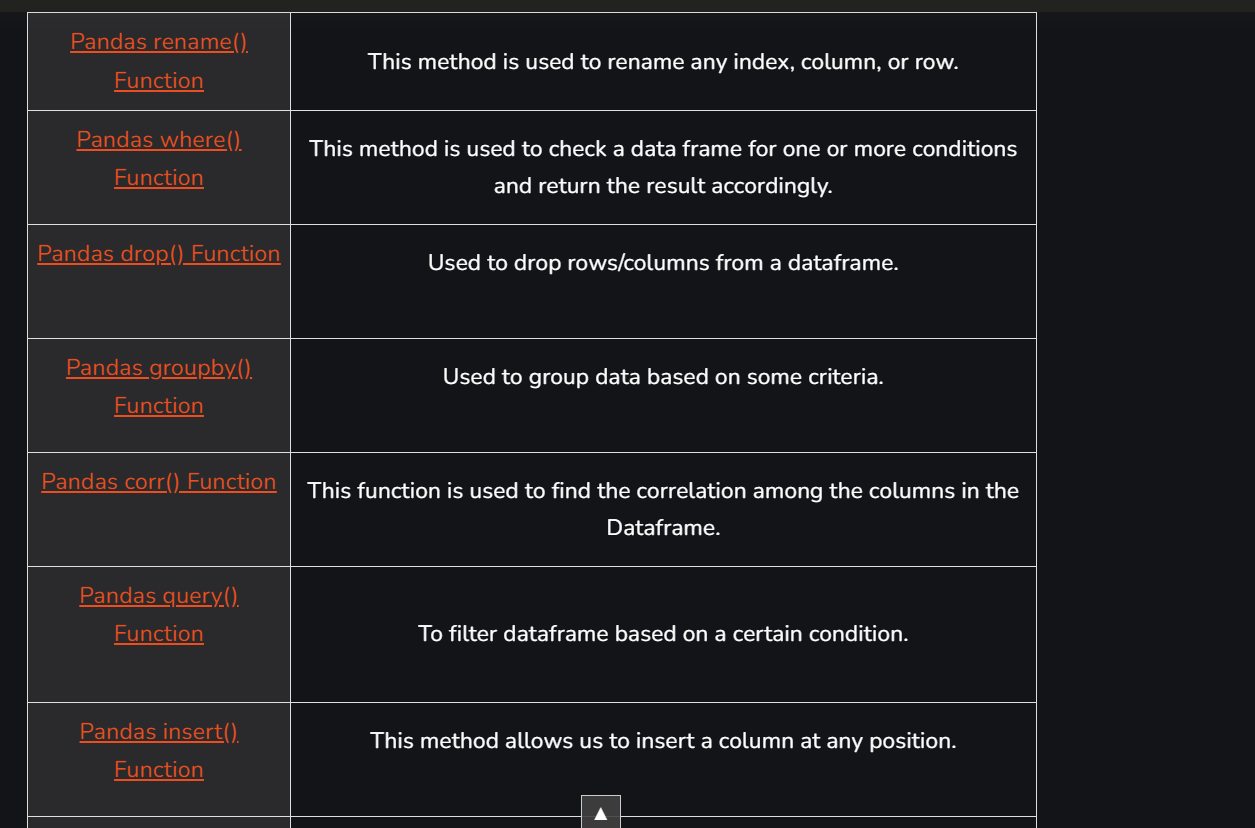 Pandas rename()
Function
This method is used to rename any index, column, or row.
Pandas where()
Function
This method is used to check a data frame for one or more conditions
and return the result accordingly.
Pandas drop() Function
Used to drop rows/columns from a dataframe.
Pandas groupby()
Function
Used to group data based on some criteria.
Pandas corr() Function
This function is used to find the correlation among the columns in the
Dataframe.
Pandas query()
Function
To filter dataframe based on a certain condition.
Pandas insert()
Function
This method allows us to insert a column at any position.